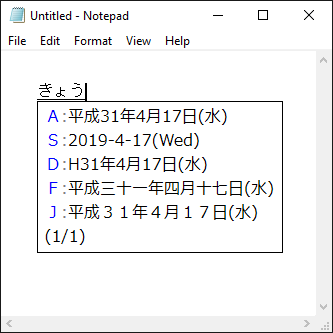 Untitled - Notepad
File Edit Format View Help
きょう
A:平成31年4月17日(水)
S:2019-4-17(Wed)
D:H31年4月17日(水)
F:平成三十一年四月十七日(水)
J:平成３１年４月１７日(水)
(1/1)